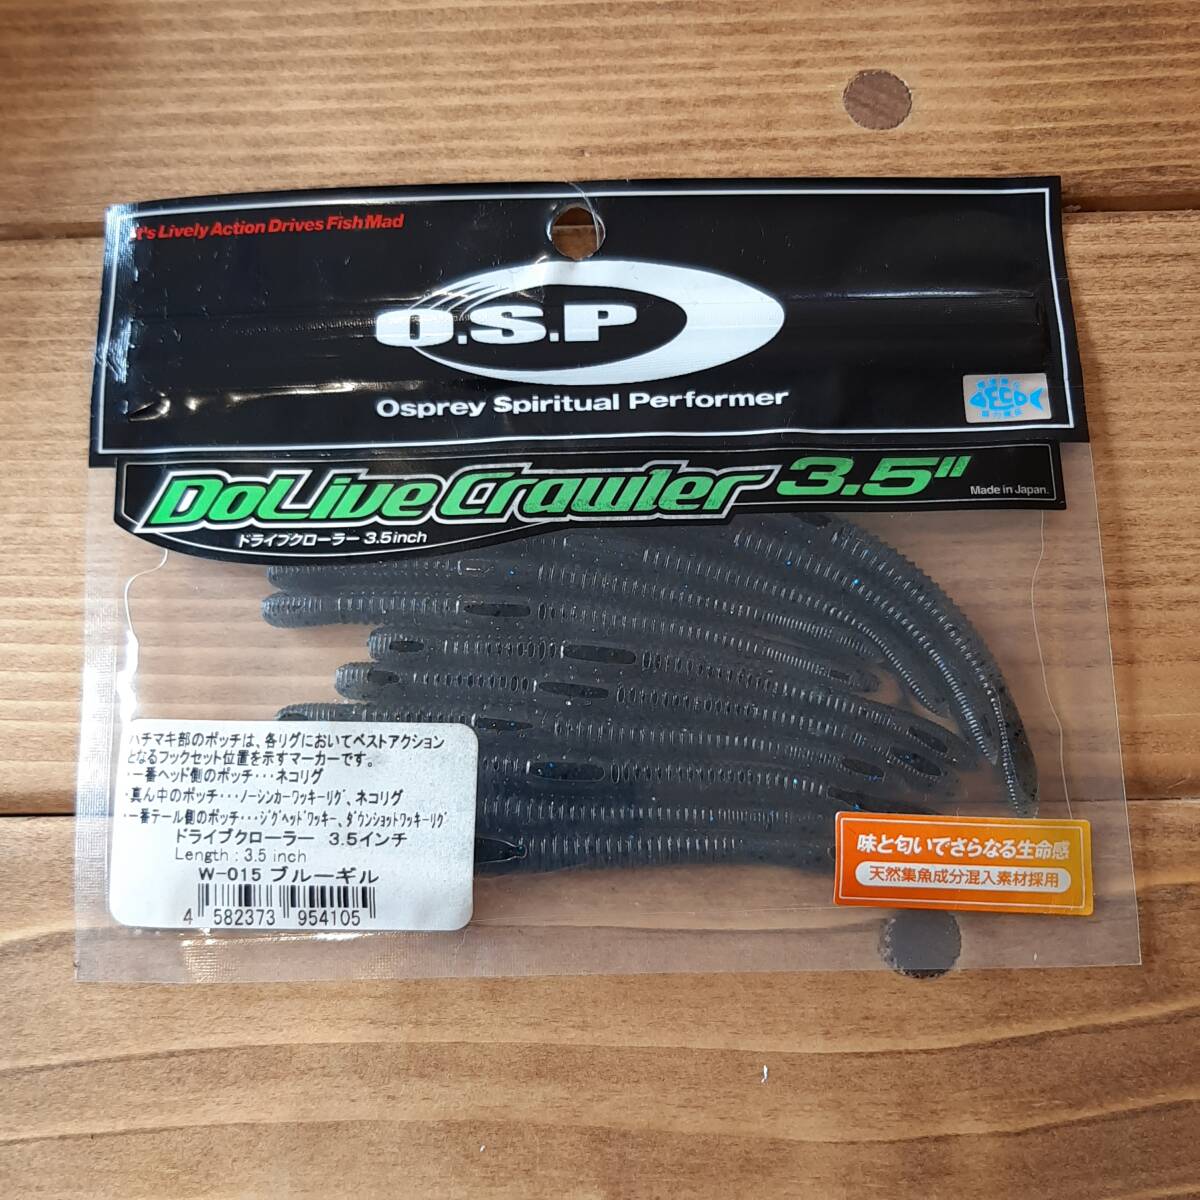 It's Lively Action Drives Fish Mad
O.S.P
Osprey Spiritual Performer
ECO
DoLive Crawler 3.5"
Made in Japan.
ドライブクローラー 3.5inch
ハチマキ部のポッチは、各リグにおいてベストアクション
となるフックセット位置を示すマーカーです。
・一番ヘッド側のポッチ・・・ネコリグ
・真ん中のポッチ・・・ノーシンカーワッキーリグ、ネコリグ
・一番テール側のポッチ・・・ジグヘッドワッキー、ダウンショットワッキーリグ
ドライブクローラー 3.5インチ
Length : 3.5 inch
W-015 ブルーギル
4 582373 954105
味と匂いでさらなる生命感
天然集魚成分混入素材採用